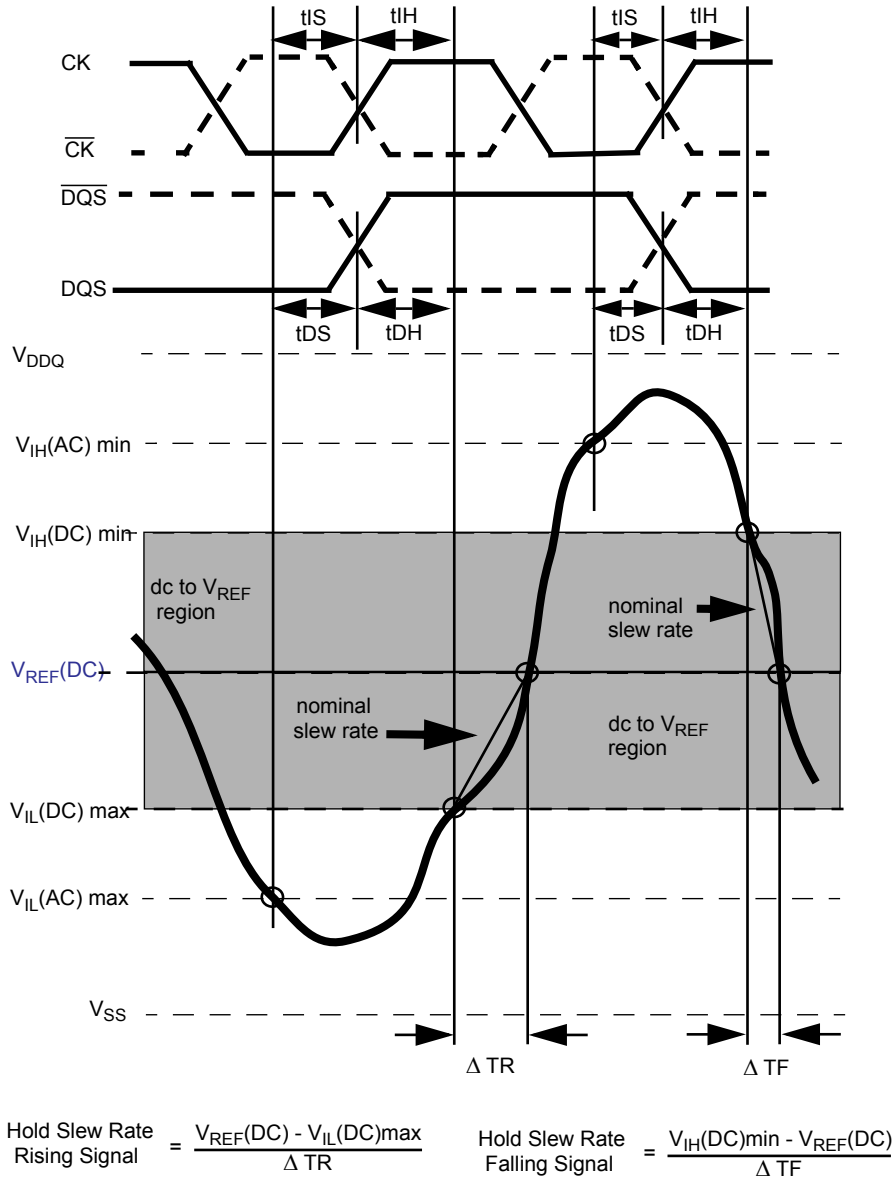 tIS tIH tIS tIH
CK
CK
DQS
DQS
tDS tDH tDS tDH
VDDQ
VIH(AC) min
VIH(DC) min
dc to VREF
region
nominal
slew rate
VREF(DC)
nominal
slew rate
dc to VREF
region
VIL(DC) max
VIL(AC) max
VSS
Δ TR Δ TF
Hold Slew Rate
Rising Signal
=
VREF(DC) - VIL(DC)max
Δ TR
Hold Slew Rate
Falling Signal
=
VIH(DC)min - VREF(DC)
Δ TF